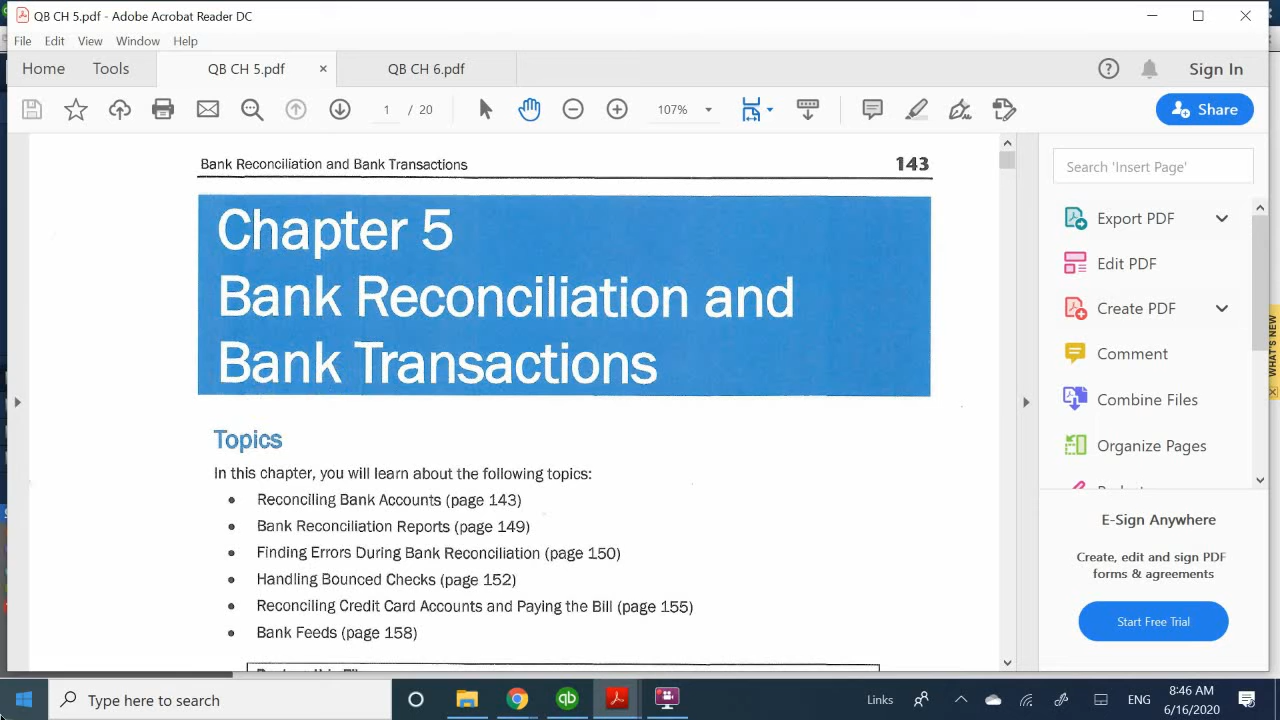 QB CH 5.pdf - Adobe Acrobat Reader DC
File Edit View Window Help
Home Tools QB CH 5.pdf × QB CH 6.pdf Sign In
1 / 20 107% Share
Bank Reconciliation and Bank Transactions 143
Chapter 5
Bank Reconciliation and
Bank Transactions
Topics
In this chapter, you will learn about the following topics:
• Reconciling Bank Accounts (page 143)
• Bank Reconciliation Reports (page 149)
• Finding Errors During Bank Reconciliation (page 150)
• Handling Bounced Checks (page 152)
• Reconciling Credit Card Accounts and Paying the Bill (page 155)
• Bank Feeds (page 158)
Search 'Insert Page'
Export PDF
Edit PDF
Create PDF
Comment
Combine Files
Organize Pages
E-Sign Anywhere
Create, edit and sign PDF
forms & agreements
Start Free Trial
WHAT'S NEW
Type here to search
Links
ENG
8:46 AM
6/16/2020